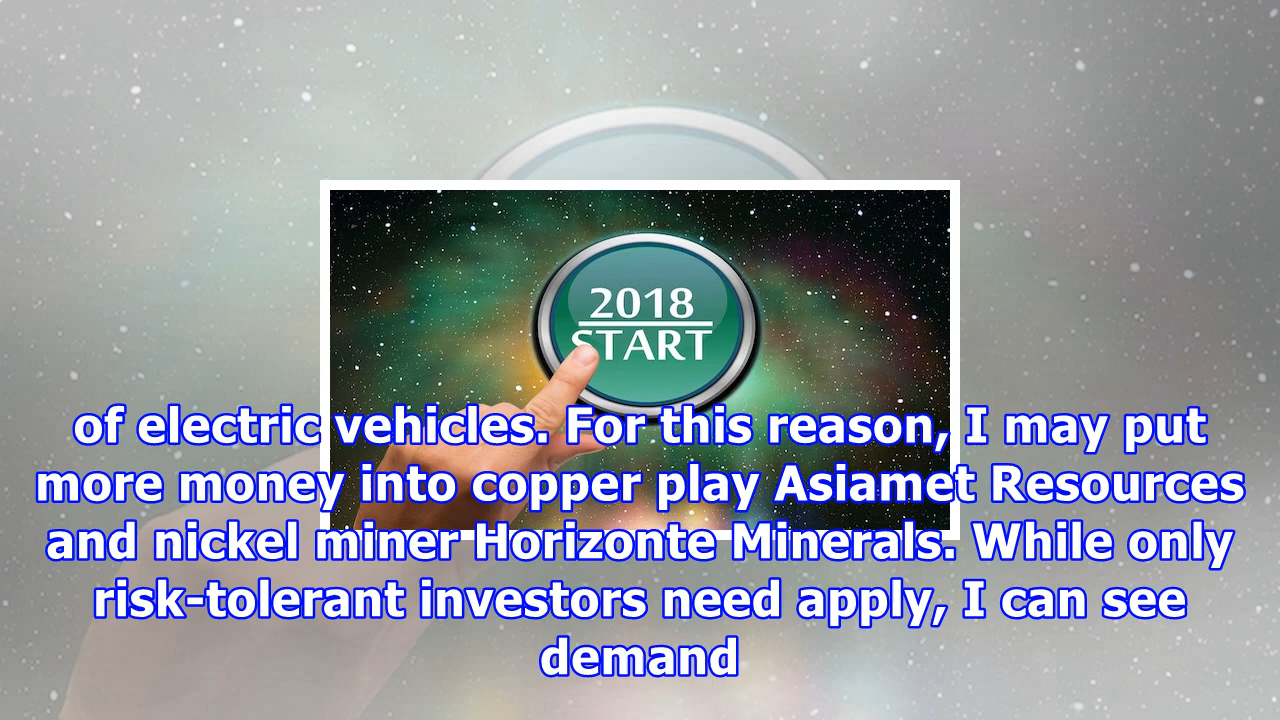 2018
START
of electric vehicles. For this reason, I may put
more money into copper play Asiamet Resources
and nickel miner Horizonte Minerals. While only
risk-tolerant investors need apply, I can see
demand